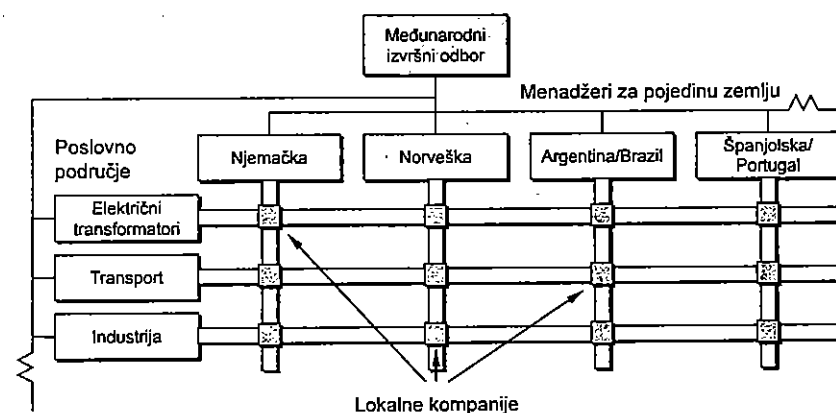 Međunarodni
izvršni odbor
Menadžeri za pojedinu zemlju
Poslovno
područje
Njemačka
Norveška
Argentina/Brazil
Španjolska/
Portugal
Električni
transformatori
Transport
Industrija
Lokalne kompanije